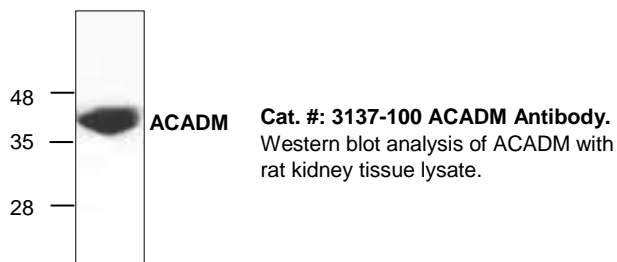 48
35
28
ACADM
Cat. #: 3137-100 ACADM Antibody.
Western blot analysis of ACADM with
rat kidney tissue lysate.